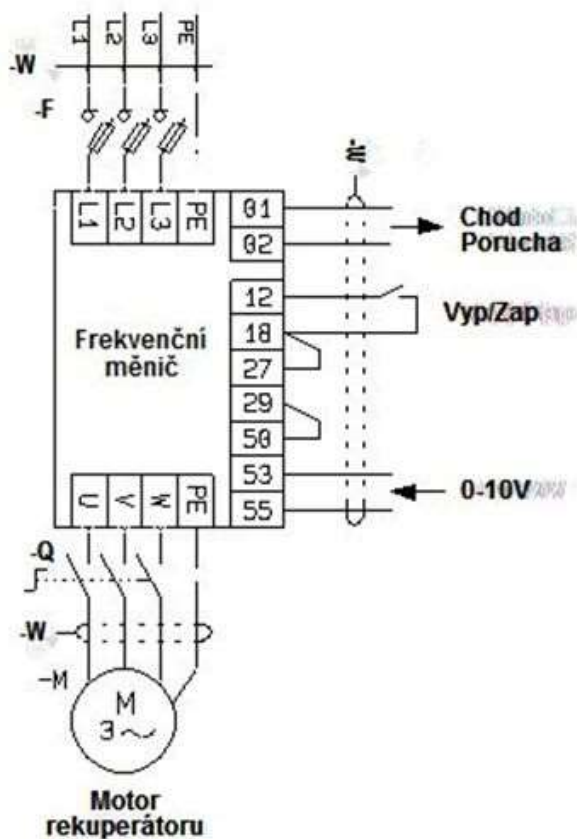 L1 L2 L3 PE
-W
-F
L1 L2 L3 PE
01
02
Chod
Porucha
12
18
27
29
50
53
55
Vyp/Zap
0-10V
Frekvenční
měnič
U V W PE
-Q
-W
-M
M
3~
Motor
rekuperátoru